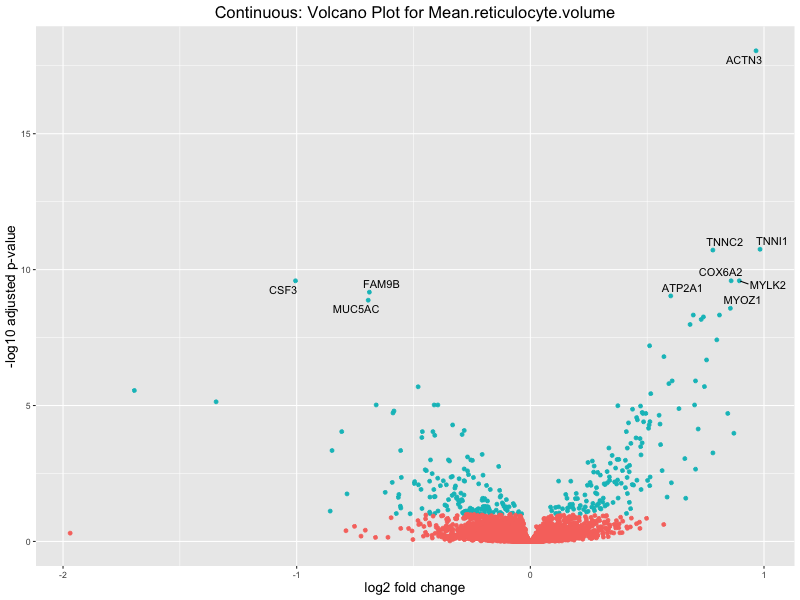 Continuous: Volcano Plot for Mean.reticulocyte.volume
ACTN3
15
TNNC2
TNNI1
10
COX6A2
CSF3
FAM9B
ATP2A1
MYLK2
MUC5AC
MYOZ1
5
0
-2
-1
0
1
log2 fold change
-log10 adjusted p-value